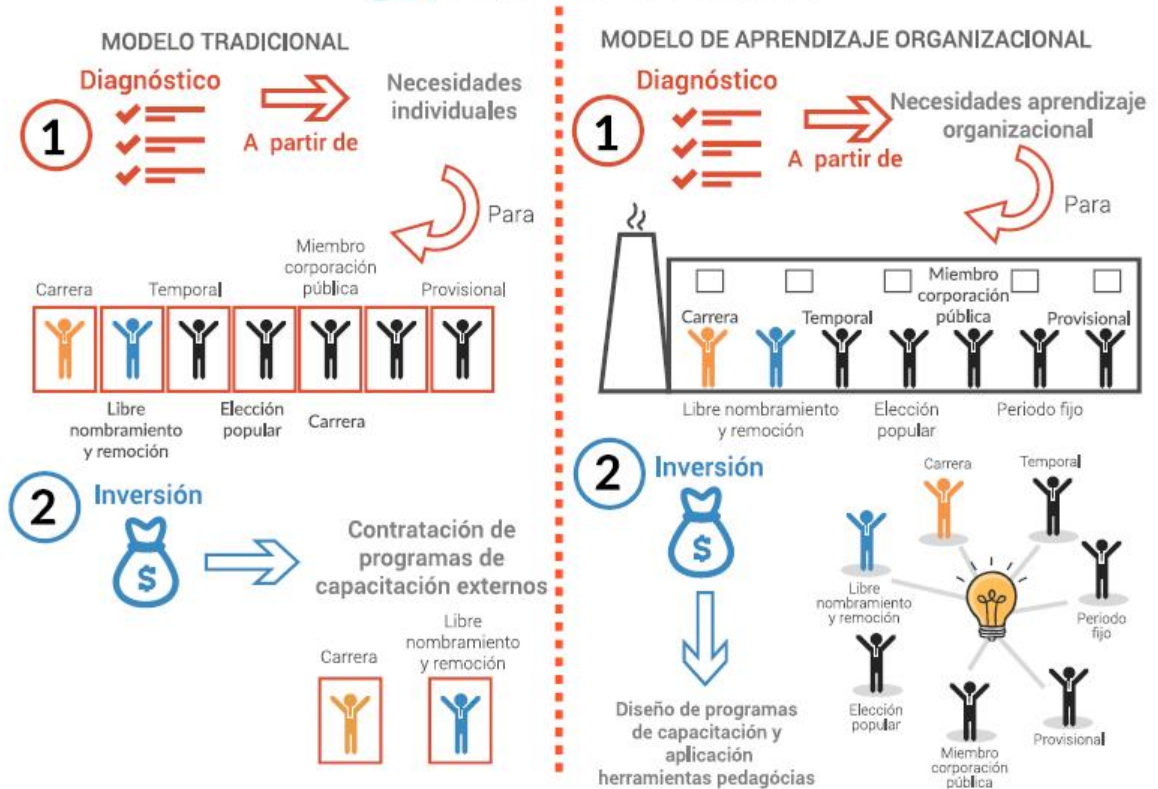 MODELO TRADICIONAL
1
Diagnóstico
A partir de
Necesidades
individuales
Para
Carrera
Temporal
Miembro
corporación
pública
Provisional
Libre
nombramiento
y remoción
Elección
popular
Carrera
2
Inversión
$
Contratación de
programas de
capacitación externos
Carrera
Libre
nombramiento
y remoción
MODELO DE APRENDIZAJE ORGANIZACIONAL
1
Diagnóstico
A partir de
Necesidades aprendizaje
organizacional
Para
Carrera
Temporal
Miembro
corporación
pública
Provisional
Libre nombramiento
y remoción
Elección
popular
Periodo fijo
2
Inversión
$
Diseño de programas
de capacitación y
aplicación
herramientas pedagócias
Carrera
Temporal
Libre
nombramiento
y remoción
Periodo
fijo
Elección
popular
Miembro
corporación
pública
Provisional